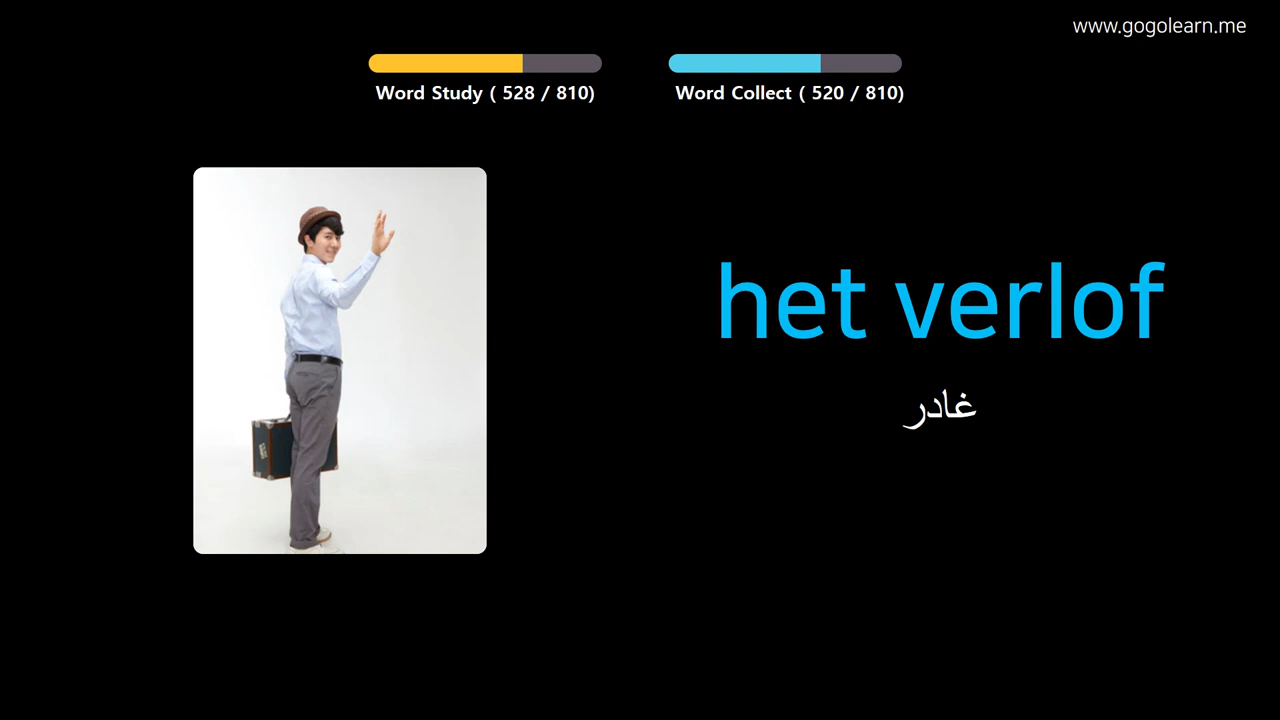 www.gogolearn.me
Word Study ( 528 / 810)
Word Collect ( 520 / 810)
het verlof
غادر